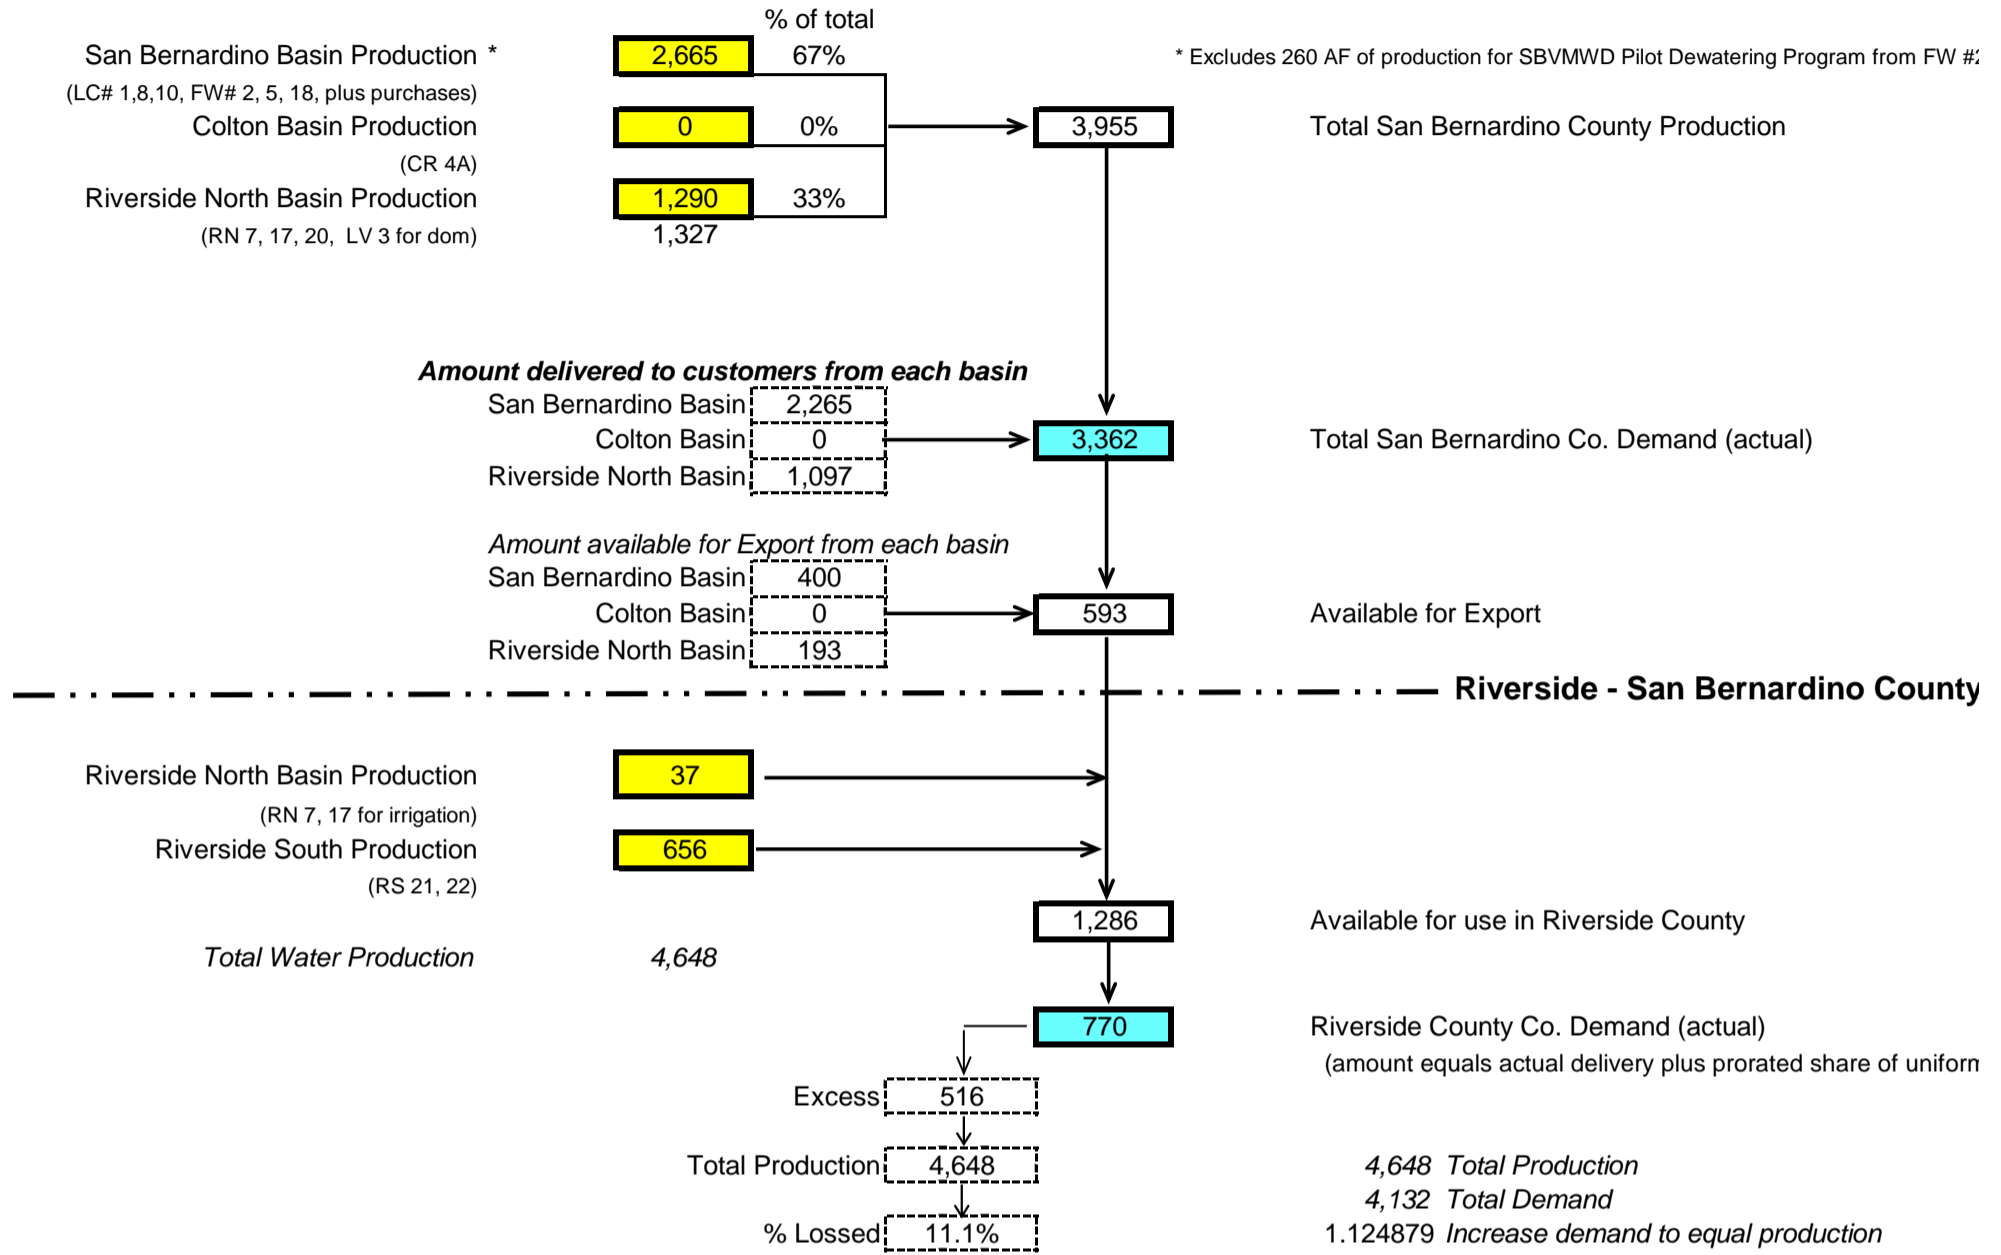 % of total
San Bernardino Basin Production * 2,665 67% * Excludes 260 AF of production for SBVMWD Pilot Dewatering Program from FW
(LC# 1,8,10, FW# 2, 5, 18, plus purchases)
Colton Basin Production 0 0% 3,955 Total San Bernardino County Production
(CR 4A)
Riverside North Basin Production 1,290 33%
(RN 7, 17, 20, LV 3 for dom) 1,327
Amount delivered to customers from each basin
San Bernardino Basin 2,265
Colton Basin 0 3,362 Total San Bernardino Co. Demand (actual)
Riverside North Basin 1,097
Amount available for Export from each basin
San Bernardino Basin 400
Colton Basin 0 593 Available for Export
Riverside North Basin 193
Riverside - San Bernardino County
Riverside North Basin Production 37
(RN 7, 17 for irrigation)
Riverside South Production 656
(RS 21, 22)
1,286 Available for use in Riverside County
Total Water Production 4,648
770 Riverside County Co. Demand (actual)
(amount equals actual delivery plus prorated share of
Excess 516
Total Production 4,648 4,648 Total Production
4,132 Total Demand
% Lossed 11.1% 1.124879 Increase demand to equal production